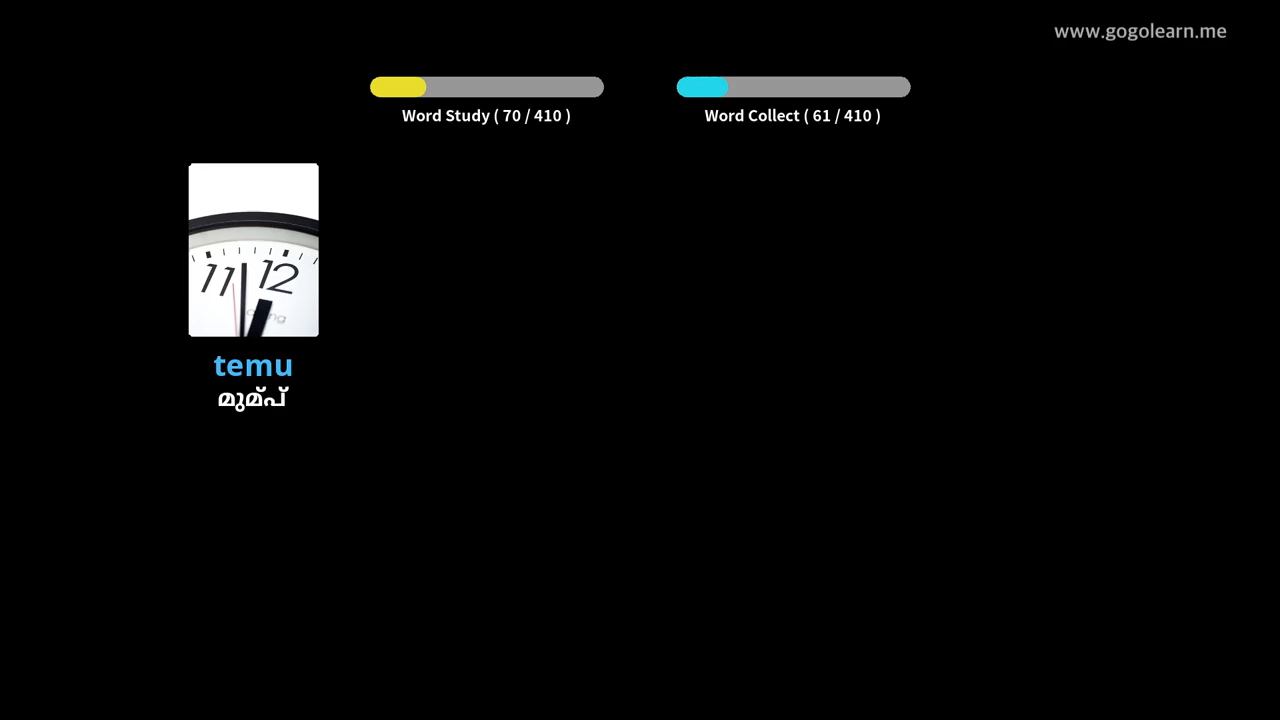 www.gogolearn.me
Word Study ( 70 / 410 )
Word Collect ( 61 / 410 )
11 12
temu
മുമ്പ്